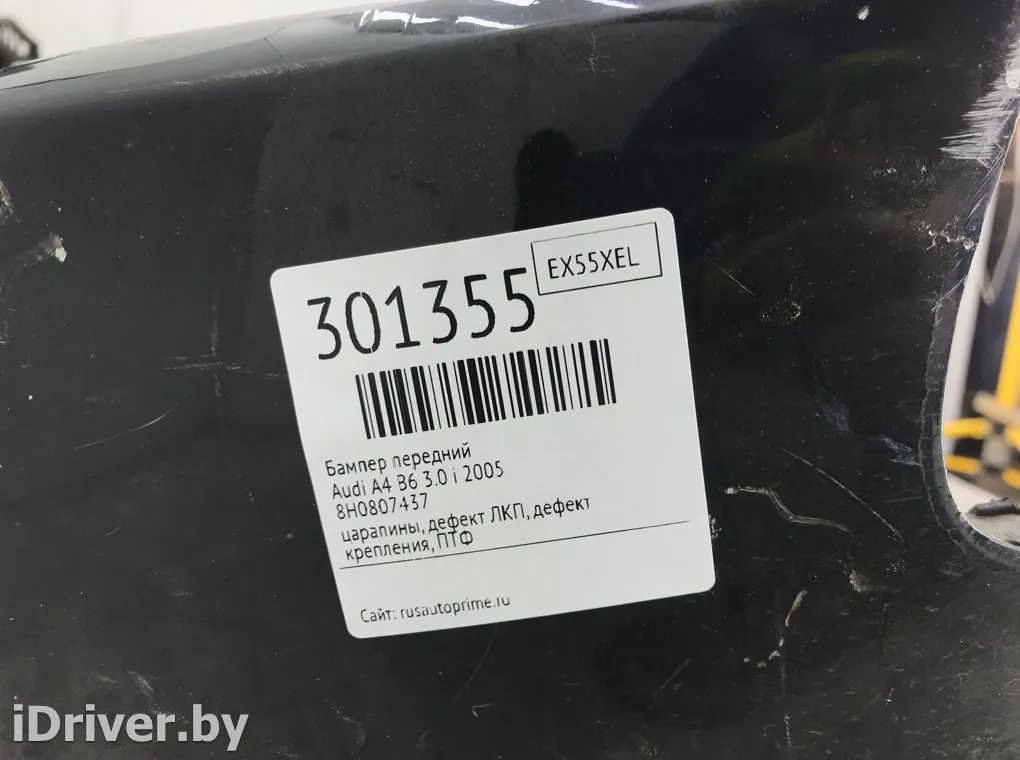 301355
EX55XEL
Бампер передний
Audi A4 B6 3.0 i 2005
8H0807437
царапины, дефект ЛКП, дефект
крепления, ПТФ
Сайт: rusautoprime.ru
iDriver.by